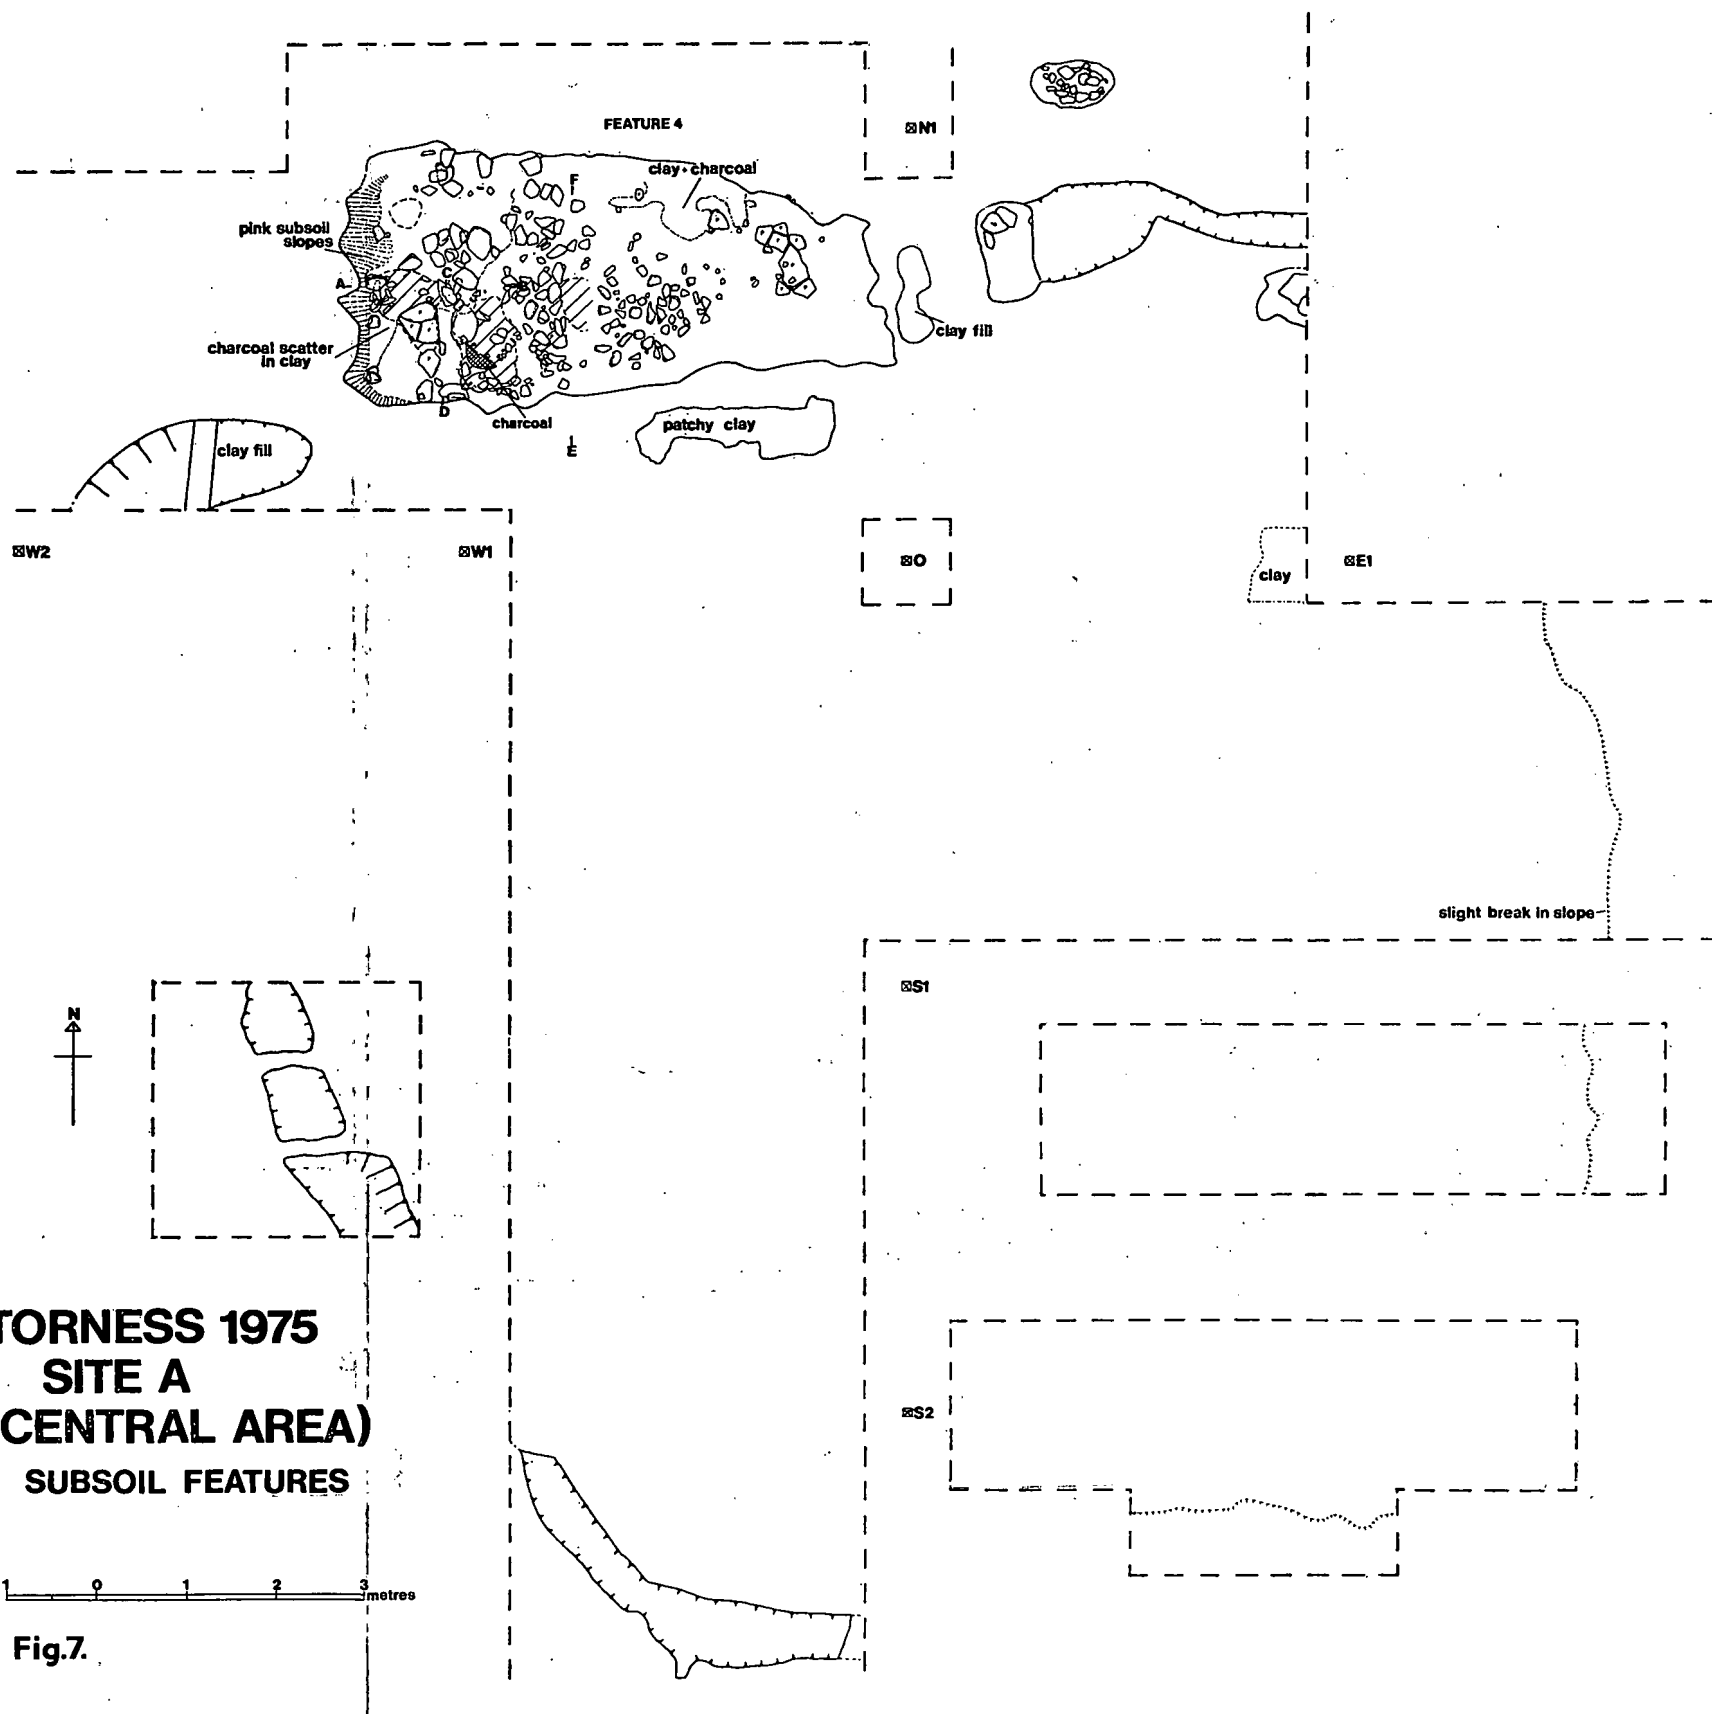 FEATURE 4
N1
clay+charcoal
F
pink subsoil
slopes
C
A
B
charcoal scatter
in clay
clay fill
D
charcoal
patchy clay
E
clay fill
W2
W1
O
E1
clay
slight break in slope
S1
N
TORNESS 1975
SITE A
(CENTRAL AREA)
S2
SUBSOIL FEATURES
1 0 1 2 3 metres
Fig.7.